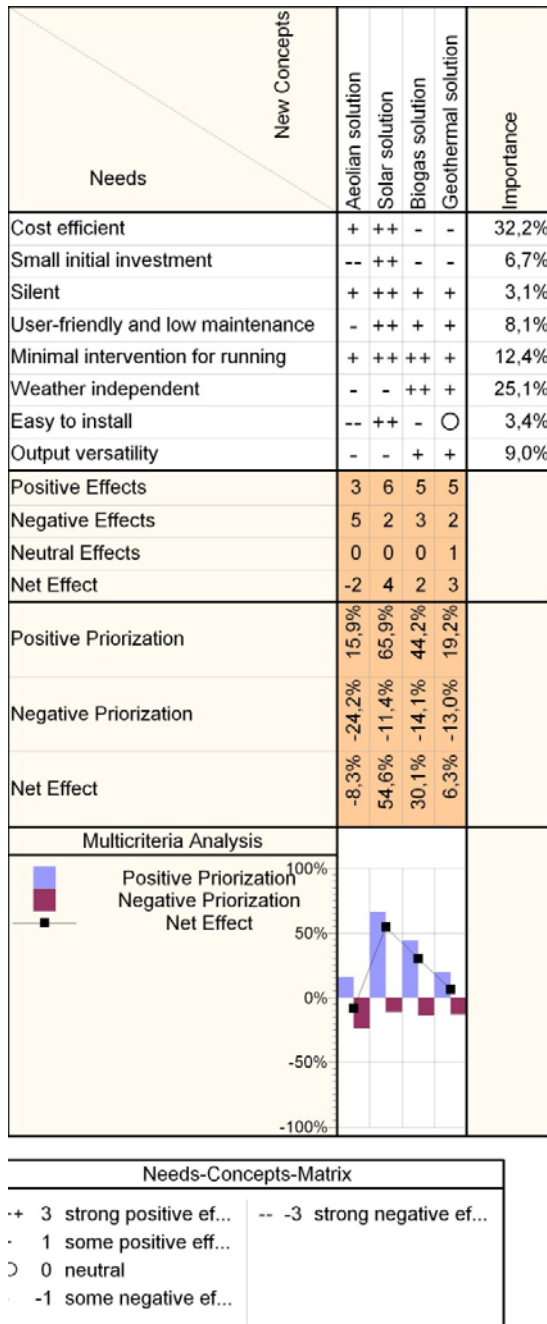 New Concepts
Needs
Aeolian solution
Solar solution
Biogas solution
Geothermal solution
Importance
Cost efficient + ++ - - 32,2%
Small initial investment -- ++ - - 6,7%
Silent + ++ + + 3,1%
User-friendly and low maintenance - ++ + + 8,1%
Minimal intervention for running + ++ ++ + 12,4%
Weather independent - - ++ + 25,1%
Easy to install -- ++ - ○ 3,4%
Output versatility - - + + 9,0%
Positive Effects 3 6 5 5
Negative Effects 5 2 3 2
Neutral Effects 0 0 0 1
Net Effect -2 4 2 3
Positive Priorization 15,9% 65,9% 44,2% 19,2%
Negative Priorization -24,2% -11,4% -14,1% -13,0%
Net Effect -8,3% 54,6% 30,1% 6,3%
Multicriteria Analysis
Positive Priorization
Negative Priorization
Net Effect
100%
50%
0%
-50%
-100%
Needs-Concepts-Matrix
3 strong positive ef... -- -3 strong negative ef...
1 some positive eff...
0 neutral
-1 some negative ef...